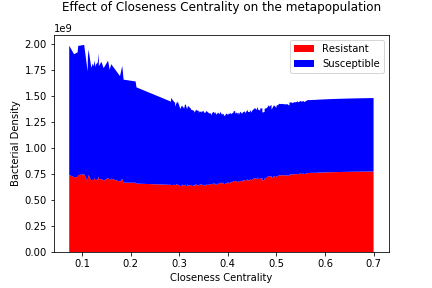 Effect of Closeness Centrality on the metapopulation
1e9
2.00
1.75
1.50
1.25
1.00
0.75
0.50
0.25
0.00
Bacterial Density
Resistant
Susceptible
0.1 0.2 0.3 0.4 0.5 0.6 0.7
Closeness Centrality